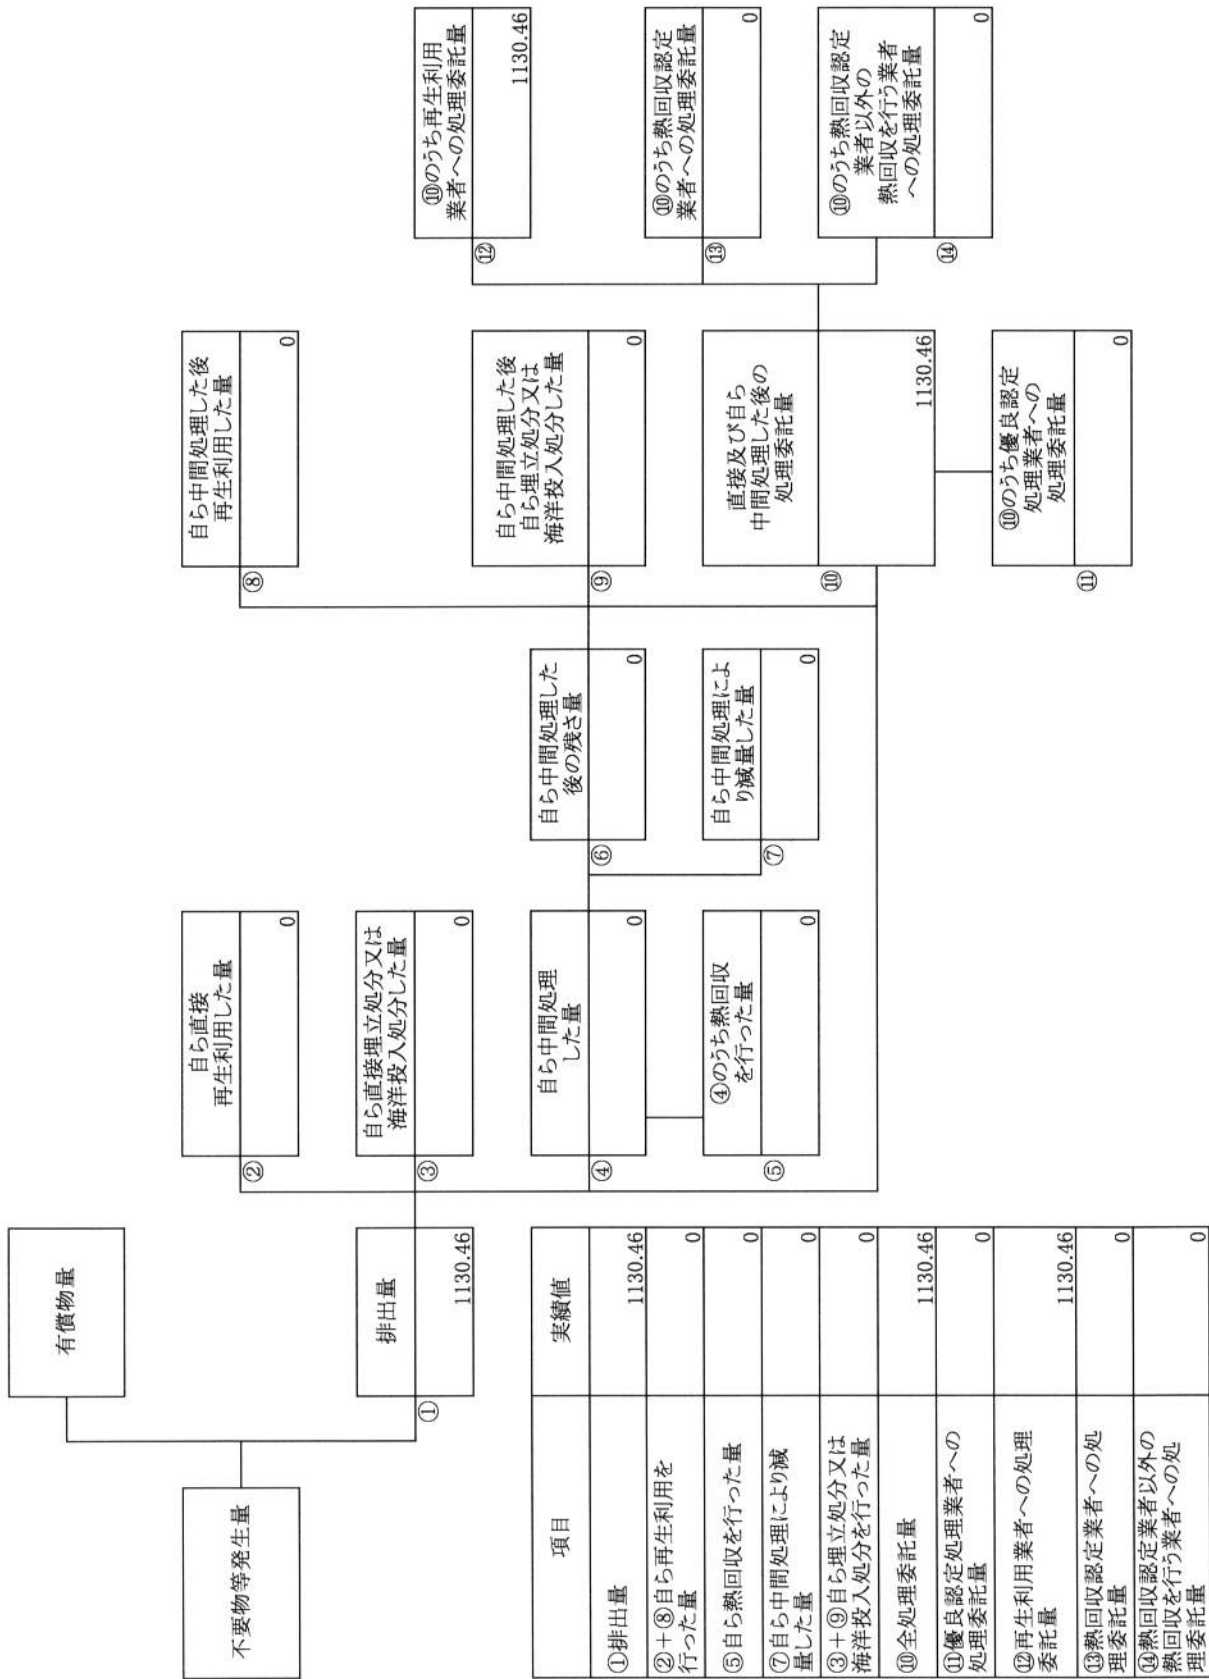 不要物等発生量
有償物量
排出量
①
1130.46
自ら直接
再生利用した量
②
0
自ら直接埋立処分又は
海洋投入処分した量
③
0
自ら中間処理
した量
④
0
④のうち熱回収
を行った量
⑤
0
自ら中間処理した
後の残さ量
⑥
0
自ら中間処理によ
り減量した量
⑦
0
自ら中間処理した後
再生利用した量
⑧
0
自ら中間処理した後
自ら埋立処分又は
海洋投入処分した量
⑨
0
直接及び自ら
中間処理した後の
処理委託量
⑩
1130.46
⑩のうち優良認定
処理業者への
処理委託量
⑪
0
⑩のうち再生利用
業者への処理委託量
⑫
1130.46
⑩のうち熱回収認定
業者への処理委託量
⑬
0
⑩のうち熱回収認定
業者以外の
熱回収を行う業者
への処理委託量
⑭
0
項目 実績値
①排出量 1130.46
②+⑧自ら再生利用を
行った量 0
⑤自ら熱回収を行った量 0
⑦自ら中間処理により減
量した量 0
③+⑨自ら埋立処分又は
海洋投入処分を行った量 0
⑩全処理委託量 1130.46
⑪優良認定処理業者への
処理委託量 0
⑫再生利用業者への処理
委託量 1130.46
⑬熱回収認定業者への処
理委託量 0
⑭熱回収認定業者以外の
熱回収を行う業者への処
理委託量 0